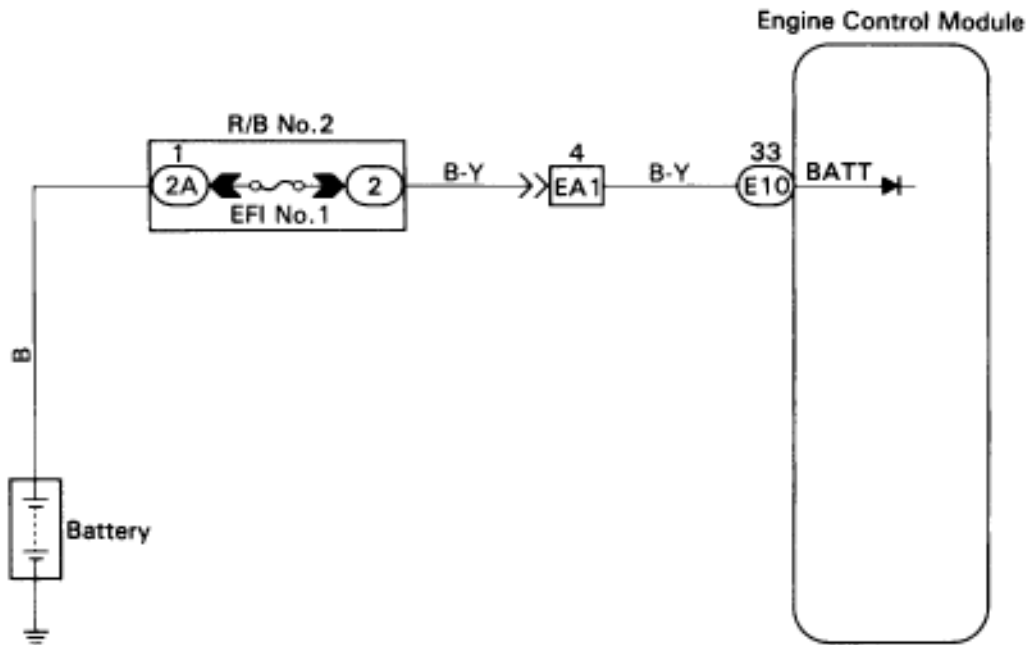 Engine Control Module
R/B No.2
1
4
33
2A
2
B-Y
EA1
B-Y
E10
BATT
EFI No.1
B
Battery